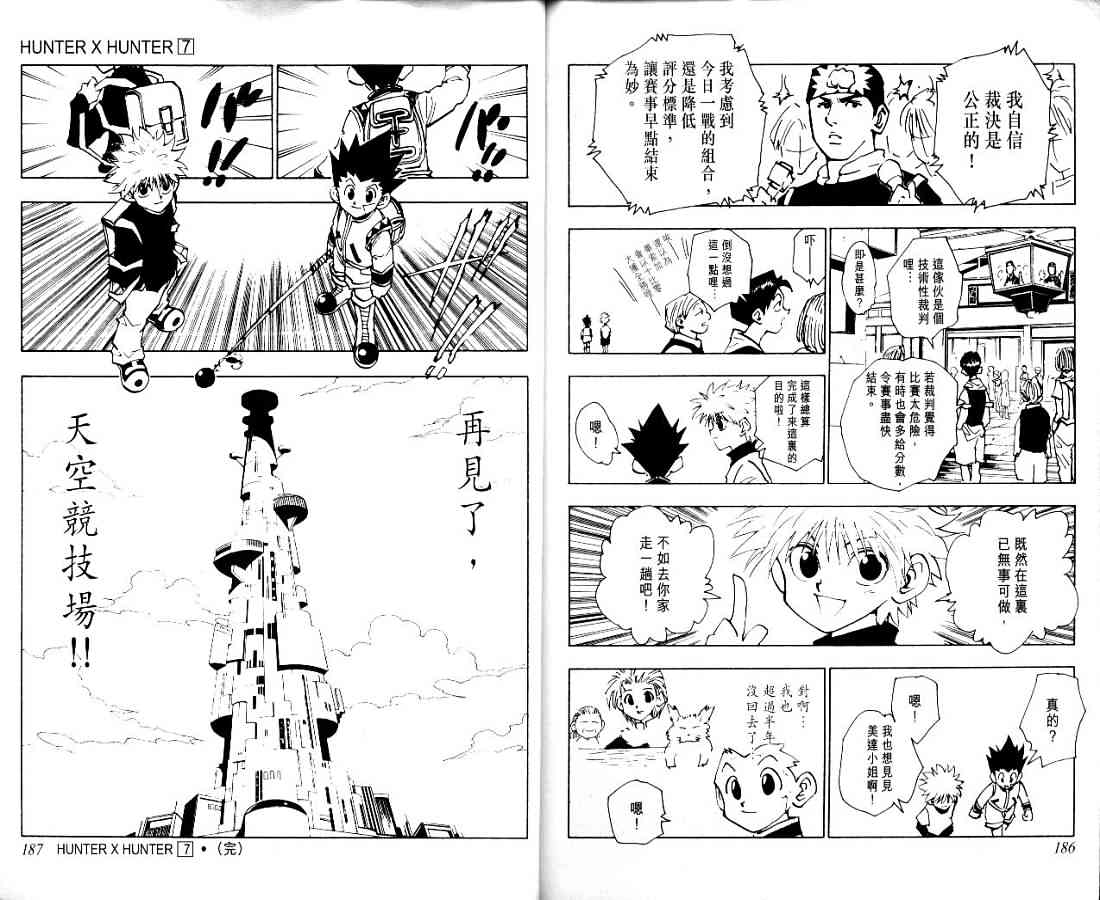 我自信
裁決是
公正的！
我考慮到
今日一戰的組合，
還是降低
評分標準，
讓賽事早點結束
為妙。
這傢伙是個
技術性裁判
哩…
即是甚麼？
若裁判覺得
比賽太危險，
有時也會多給分數，
令賽事盡快
結束。
吓…
倒沒想過
這一點哩…
這樣總算
完成了來這裏的
目的啦！
嗯！
既然在這裏
已無事可做，
不如去你家
走一趟吧！
真的？
嗯！
我也想見見
美達小姐啊！
對啊…
我也
超過半年
沒回去了
嗯！
186
HUNTER X HUNTER 7
再見了，
天空競技場!!
187 HUNTER X HUNTER 7 •（完）